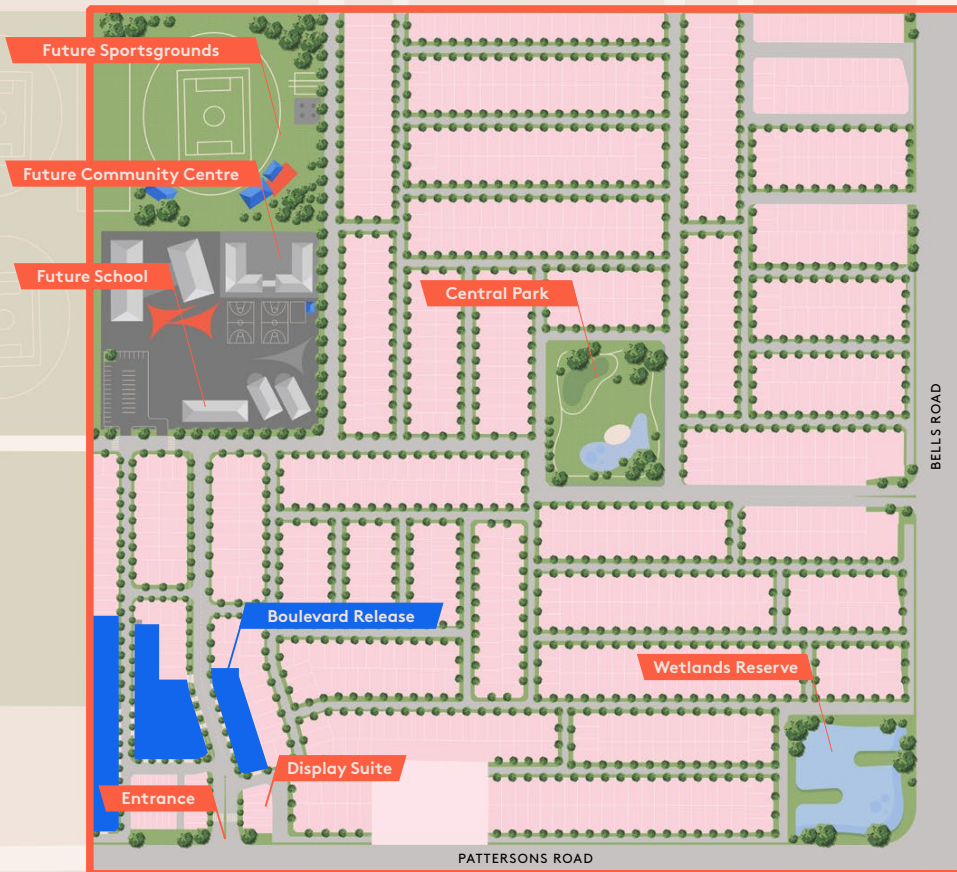 Future Sportsgrounds
Future Community Centre
Future School
Central Park
BELLS ROAD
Boulevard Release
Wetlands Reserve
Display Suite
Entrance
PATTERSONS ROAD